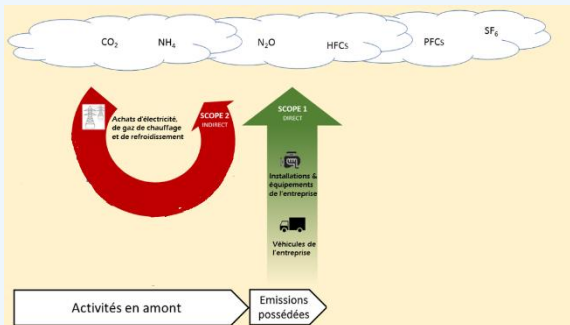 CO2
NH4
N2O
HFCs
PFCs
SF6
Achats d'électricité,
de gaz de chauffage
et de refroidissement
SCOPE 2
INDIRECT
SCOPE 1
DIRECT
Installations &
équipements
de l'entreprise
Véhicules de
l'entreprise
Activités en amont
Emissions
possédées